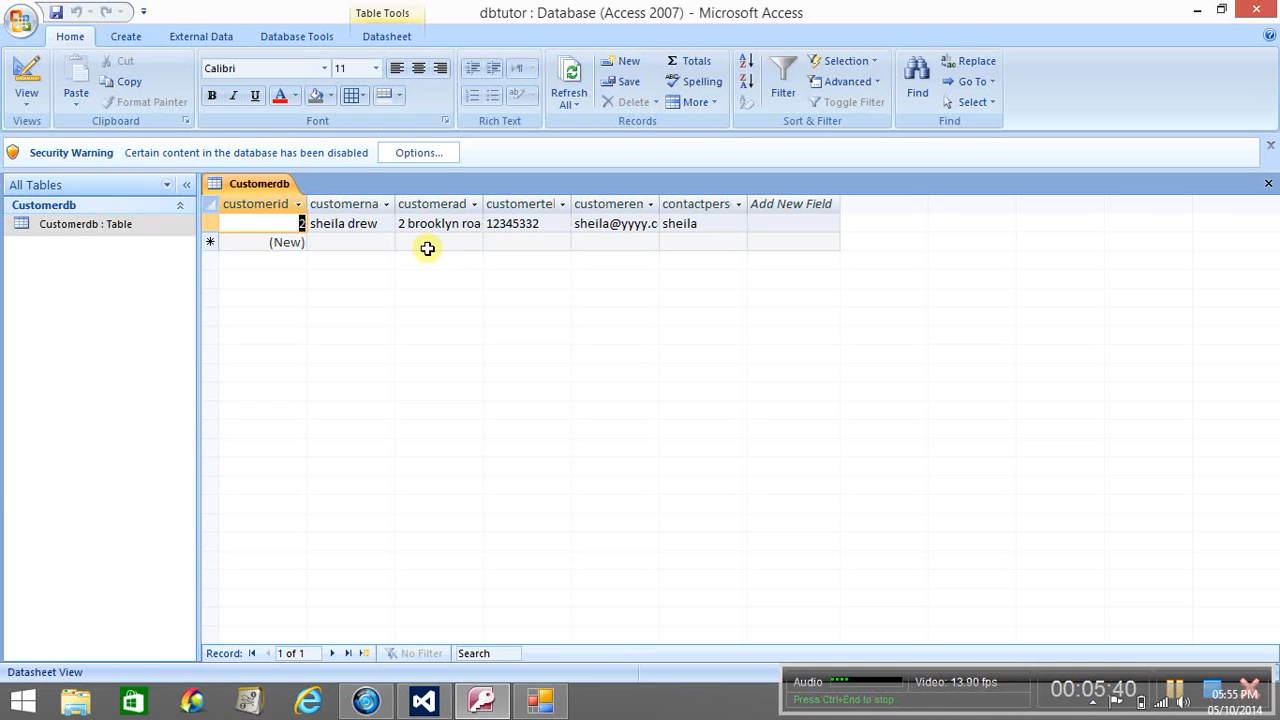 Table Tools
dbtutor : Database (Access 2007) - Microsoft Access
Home Create External Data Database Tools Datasheet
View
Views
Paste
Cut
Copy
Format Painter
Clipboard
Calibri 11
B I U A
Font
Rich Text
Refresh All
New
Save
Delete
Totals
Spelling
More
Records
Filter
Selection
Advanced
Toggle Filter
Sort & Filter
Find
Replace
Go To
Select
Find
Security Warning Certain content in the database has been disabled Options...
All Tables
Customerdb
Customerdb : Table
Customerdb
customerid customerna customerad customertel customeren contactpers Add New Field
2 sheila drew 2 brooklyn roa 12345332 sheila@yyyy.c sheila
(New)
Record: 1 of 1 No Filter Search
Datasheet View
Audio Video: 13.90 fps
Press Ctrl+End to stop
00:05:40
05:55 PM
05/10/2014